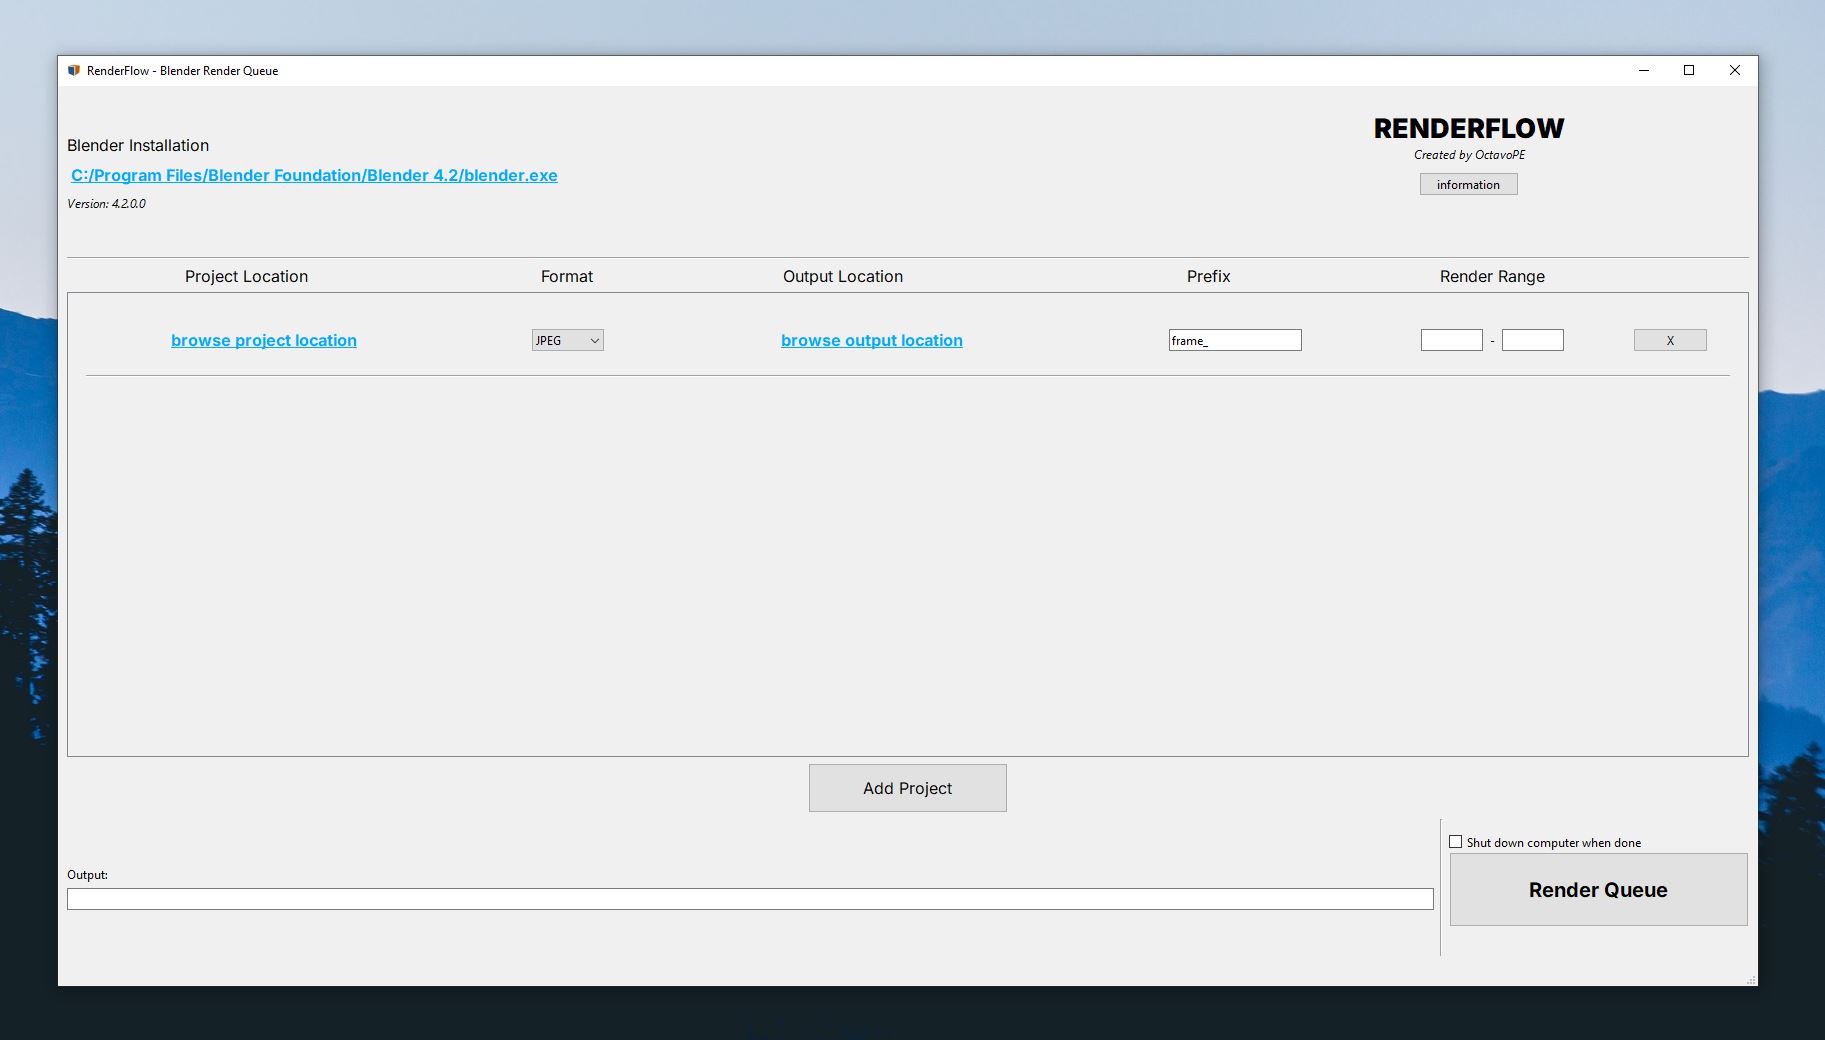 RenderFlow - Blender Render Queue
RENDERFLOW
Created by OctavoPE
information
Blender Installation
C:/Program Files/Blender Foundation/Blender 4.2/blender.exe
Version: 4.2.0.0
Project Location Format Output Location Prefix Render Range
browse project location JPEG browse output location frame_ - X
Add Project
Shut down computer when done
Output:
Render Queue